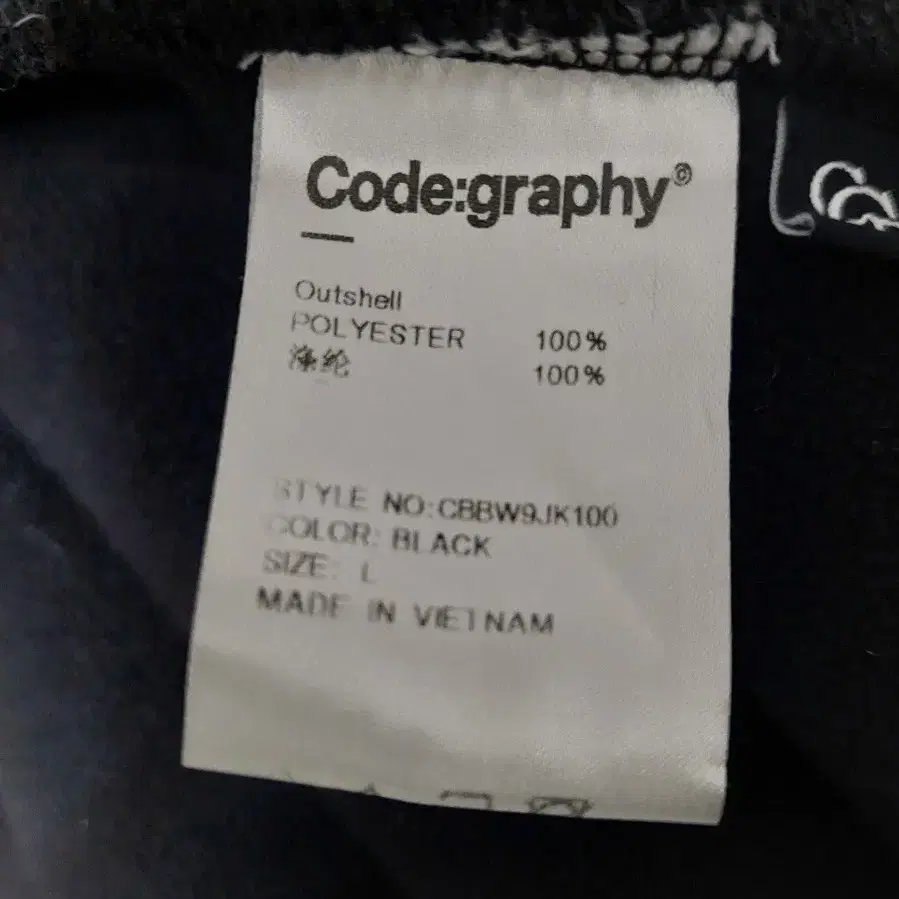 Code:graphy©
Outshell
POLYESTER 100%
涤纶 100%
STYLE NO:CBBW9JK100
COLOR: BLACK
SIZE: L
MADE IN VIETNAM